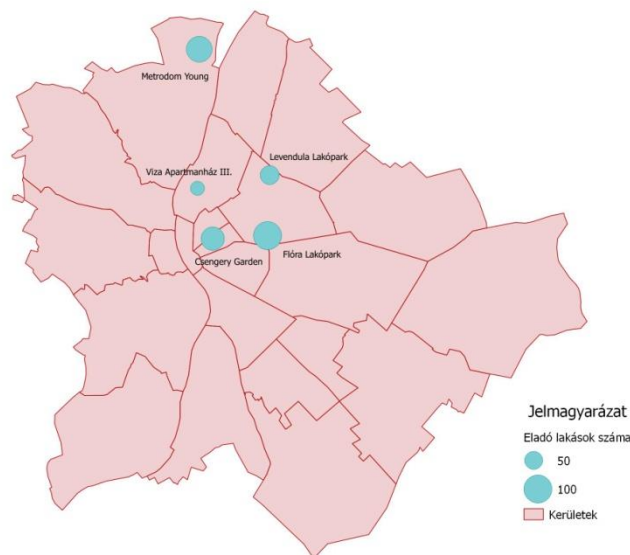 Metrodom Young
Levendula Lakópark
Viza Apartmanház III.
Csengery Garden
Flóra Lakópark
Jelmagyarázat
Eladó lakások száma
50
100
Kerületek